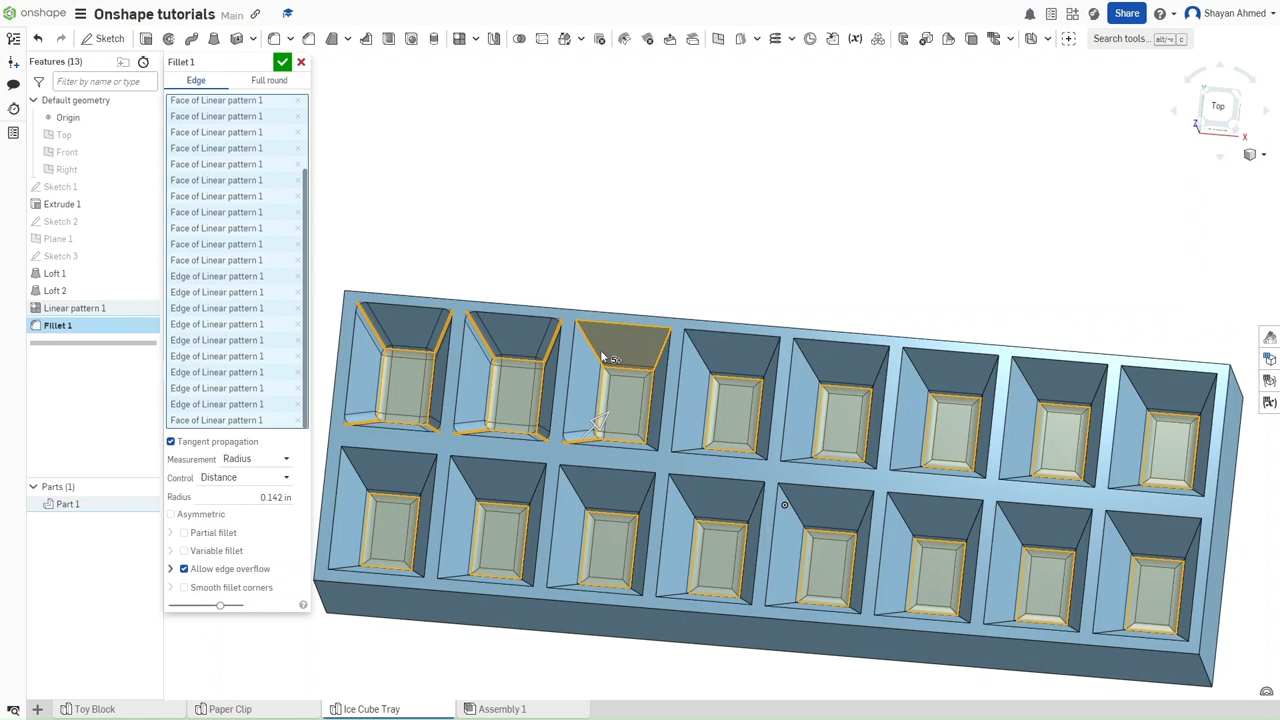 onshape Onshape tutorials Main Share Shayan Ahmed
Sketch Search tools... alt/⌥ c
Features (13) Fillet 1
Filter by name or type Edge Full round
Default geometry
Origin
Top
Front
Right
Sketch 1
Extrude 1
Sketch 2
Plane 1
Sketch 3
Loft 1
Loft 2
Linear pattern 1
Fillet 1
Parts (1)
Part 1
Face of Linear pattern 1
Face of Linear pattern 1
Face of Linear pattern 1
Face of Linear pattern 1
Face of Linear pattern 1
Face of Linear pattern 1
Face of Linear pattern 1
Face of Linear pattern 1
Face of Linear pattern 1
Face of Linear pattern 1
Face of Linear pattern 1
Edge of Linear pattern 1
Edge of Linear pattern 1
Edge of Linear pattern 1
Edge of Linear pattern 1
Edge of Linear pattern 1
Edge of Linear pattern 1
Edge of Linear pattern 1
Edge of Linear pattern 1
Edge of Linear pattern 1
Face of Linear pattern 1
Tangent propagation
Measurement Radius
Control Distance
Radius 0.142 in
Asymmetric
Partial fillet
Variable fillet
Allow edge overflow
Smooth fillet corners
Top
Y
Z
X
5+
Toy Block Paper Clip Ice Cube Tray Assembly 1